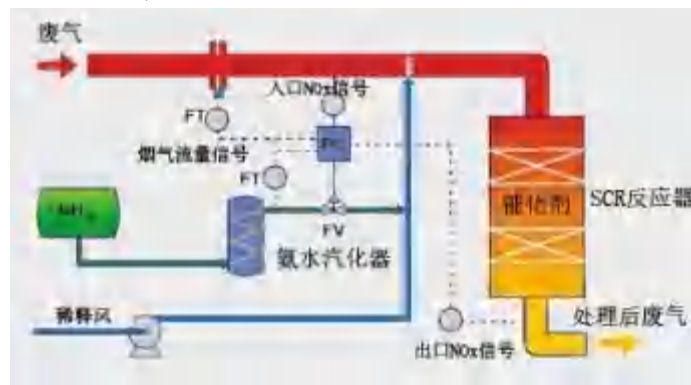 废气
入口NOx信号
FT
烟气流量信号
FT
催化剂
SCR反应器
FV
氨水汽化器
稀释风
处理后废气
出口NOx信号